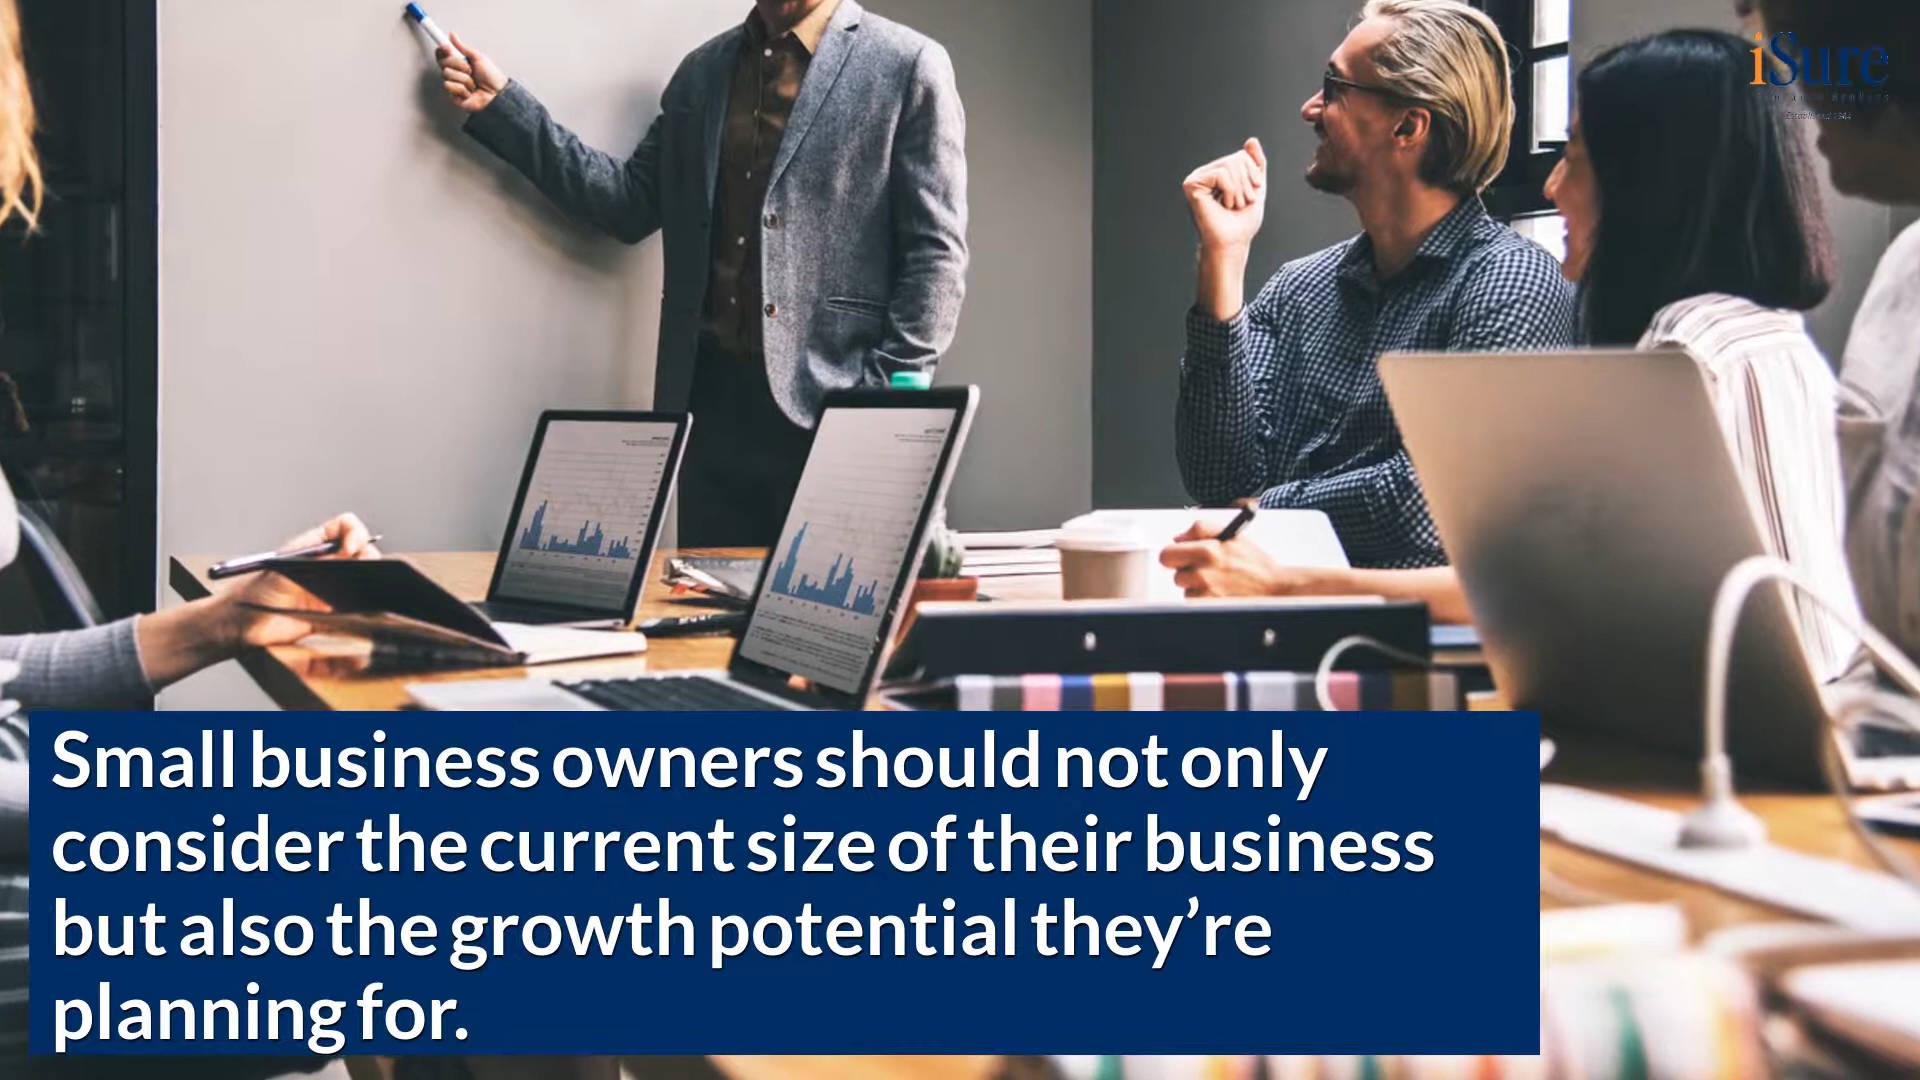 iSure
Small business owners should not only
consider the current size of their business
but also the growth potential they’re
planning for.